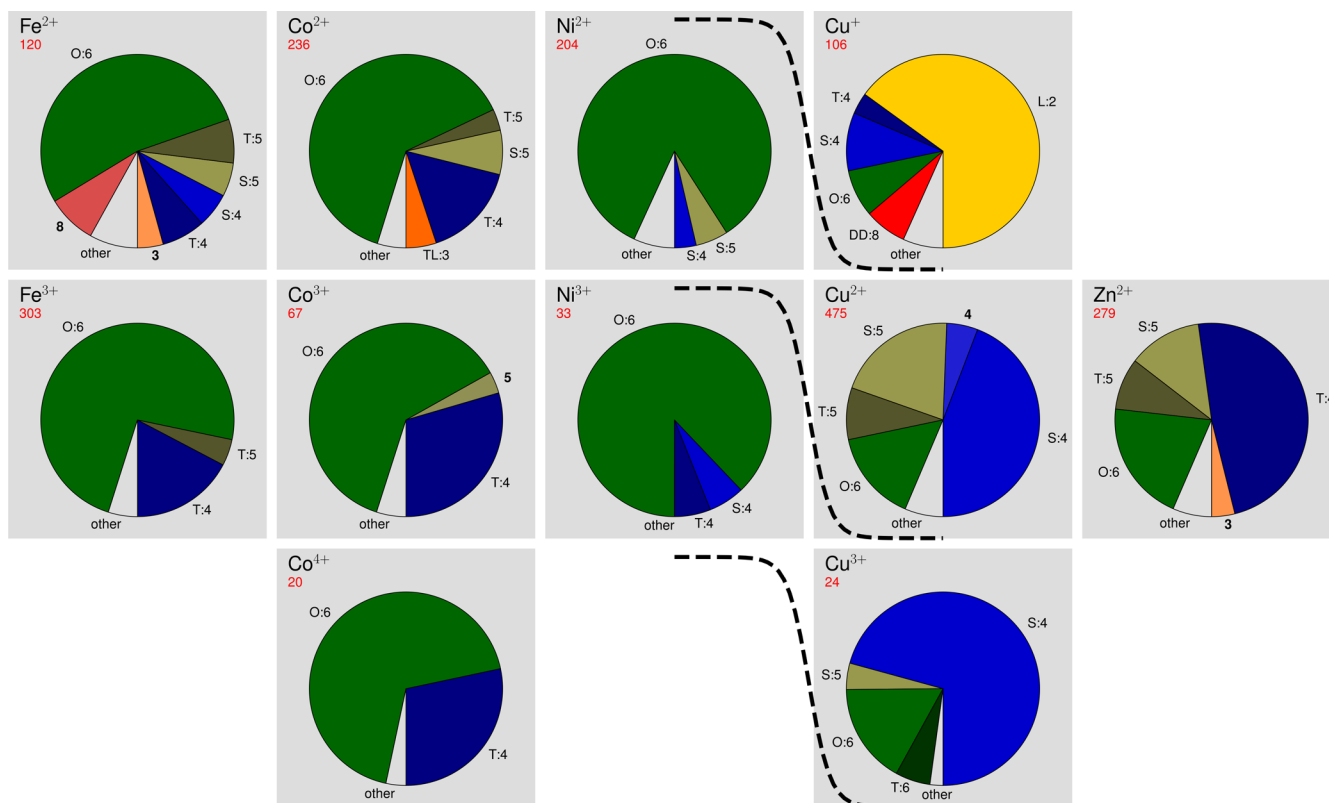 Fe2+
120
O:6
T:5
S:5
S:4
T:4
3
other
8
Co2+
236
O:6
T:5
S:5
T:4
TL:3
other
Ni2+
204
O:6
S:5
S:4
other
Cu+
106
L:2
T:4
S:4
O:6
DD:8
other
Fe3+
303
O:6
T:5
T:4
other
Co3+
67
O:6
5
T:4
other
Ni3+
33
O:6
S:4
T:4
other
Cu2+
475
4
S:5
T:5
S:4
O:6
other
Zn2+
279
S:5
T:5
T:4
O:6
other
3
Co4+
20
O:6
T:4
other
Cu3+
24
S:4
S:5
O:6
T:6
other